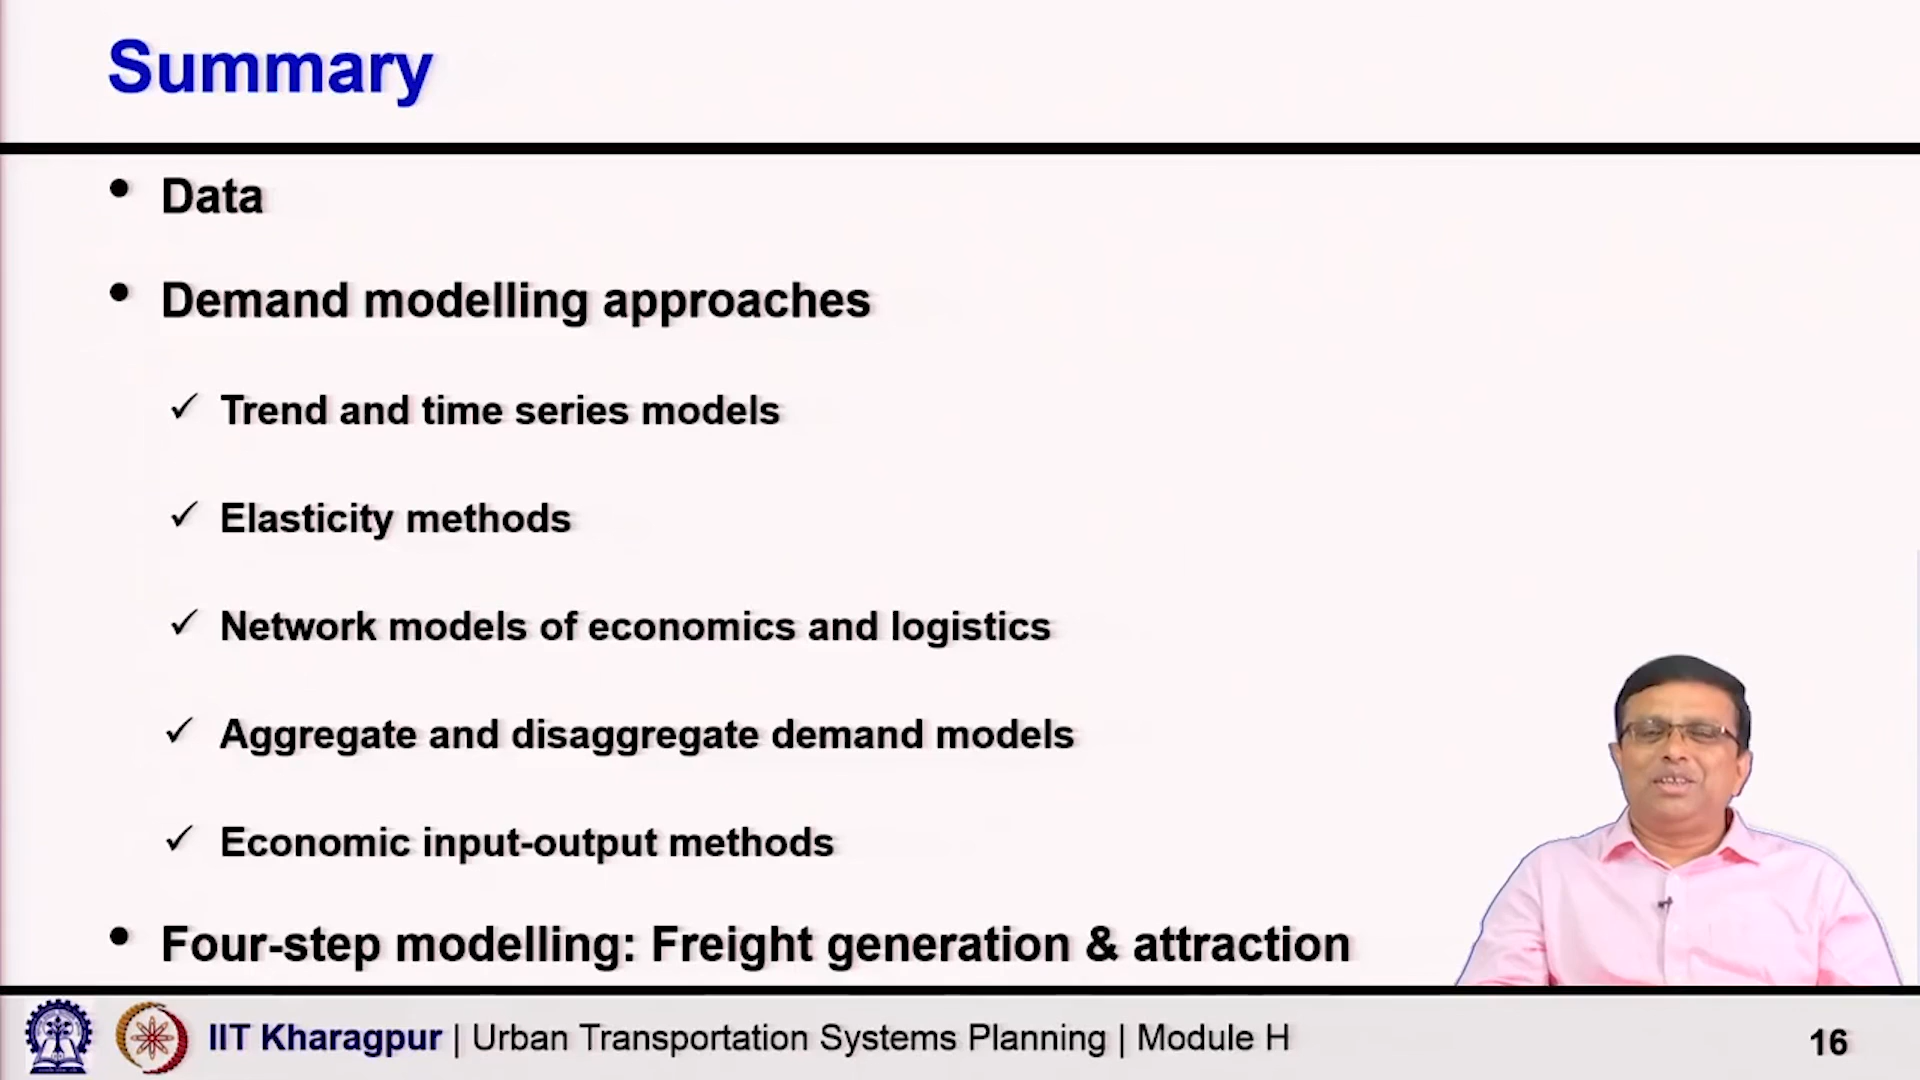 Summary
• Data
• Demand modelling approaches
✓ Trend and time series models
✓ Elasticity methods
✓ Network models of economics and logistics
✓ Aggregate and disaggregate demand models
✓ Economic input-output methods
• Four-step modelling: Freight generation & attraction
IIT Kharagpur | Urban Transportation Systems Planning | Module H
16